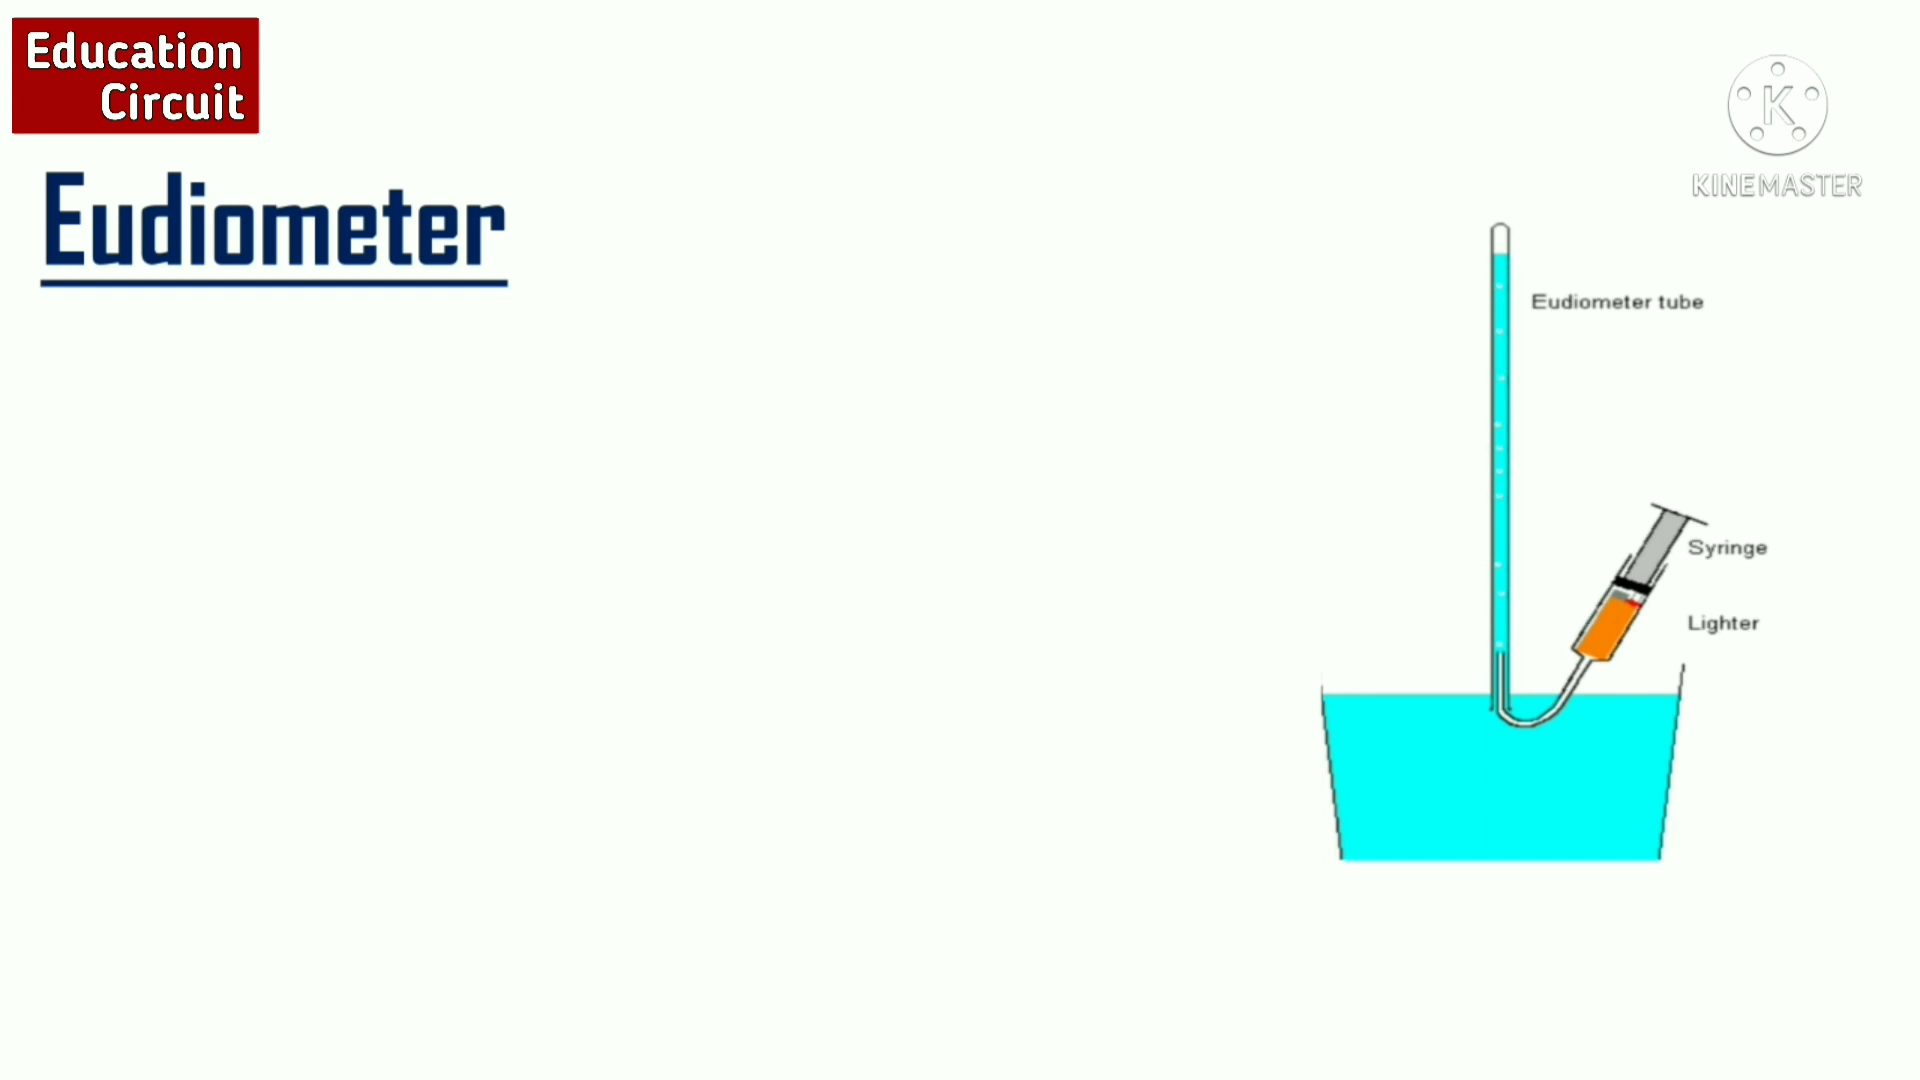 Education
Circuit
K
KINEMASTER
Eudiometer
Eudiometer tube
Syringe
Lighter